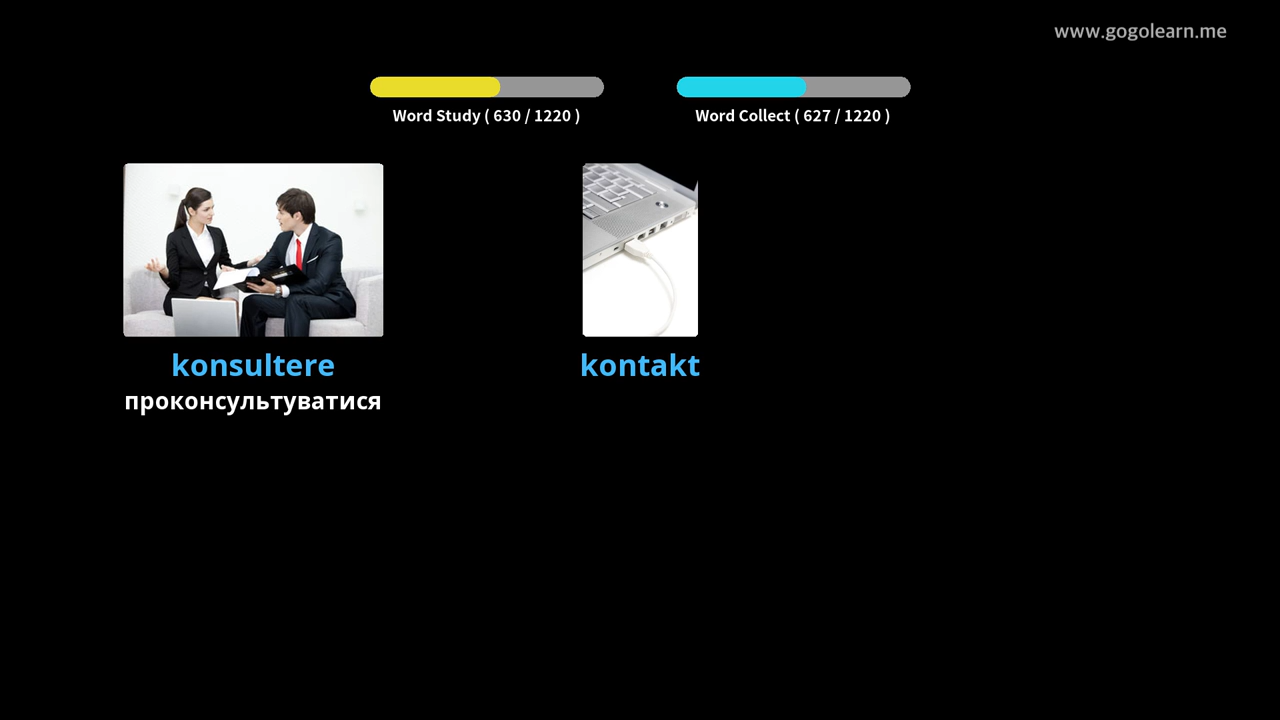 www.gogolearn.me
Word Study ( 630 / 1220 )
Word Collect ( 627 / 1220 )
konsultere
проконсультуватися
kontakt